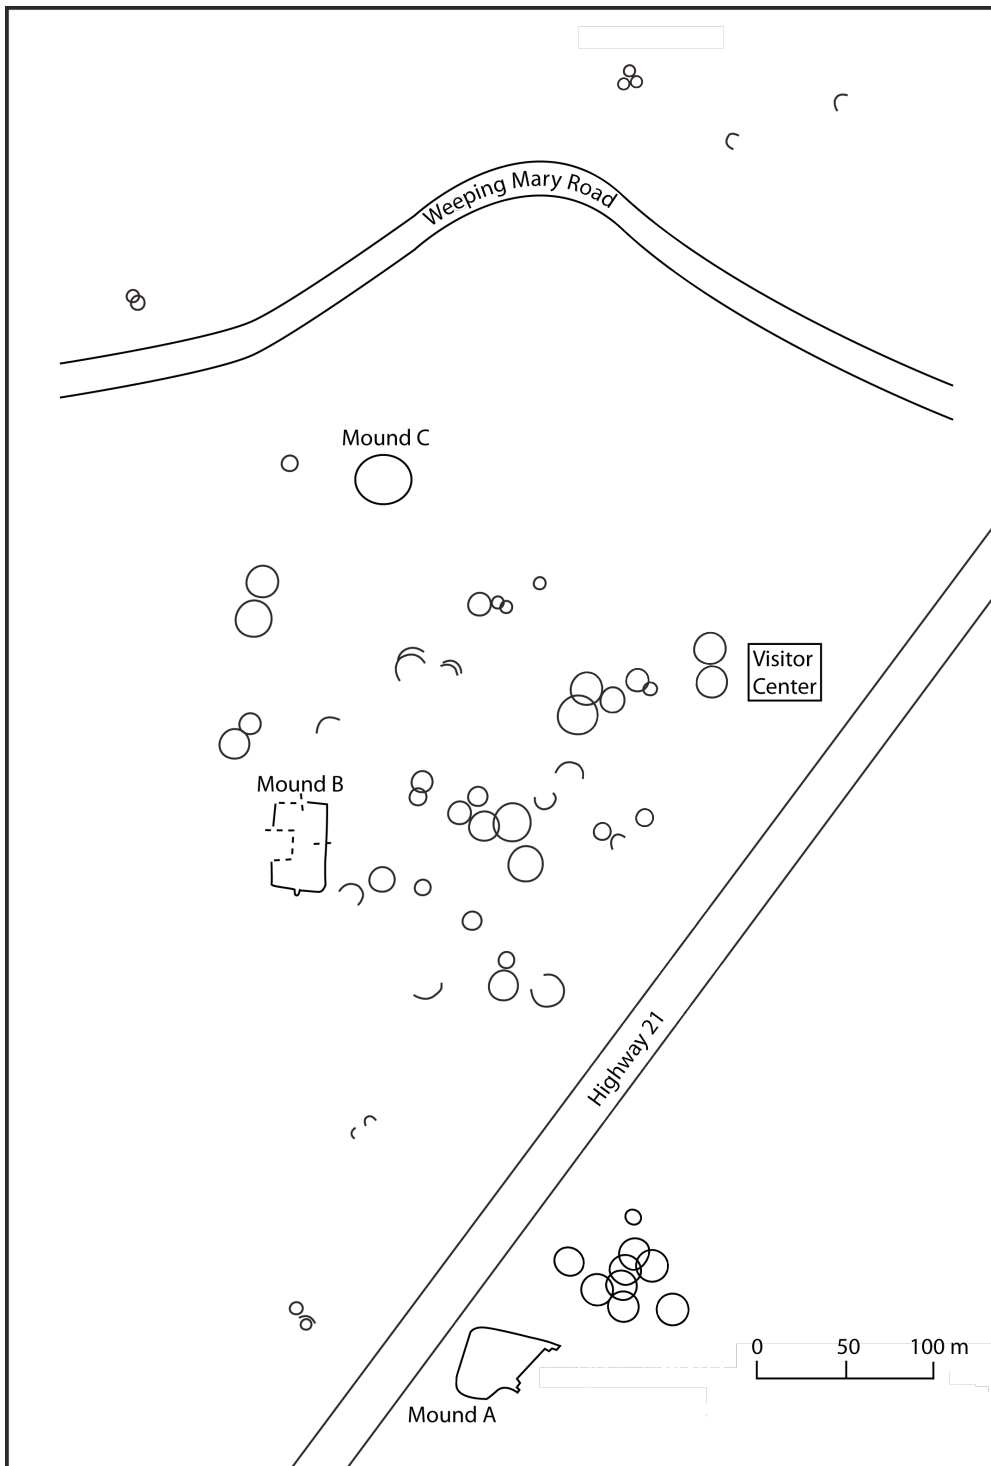 Weeping Mary Road
Mound C
Visitor
Center
Mound B
Highway 21
0 50 100 m
Mound A